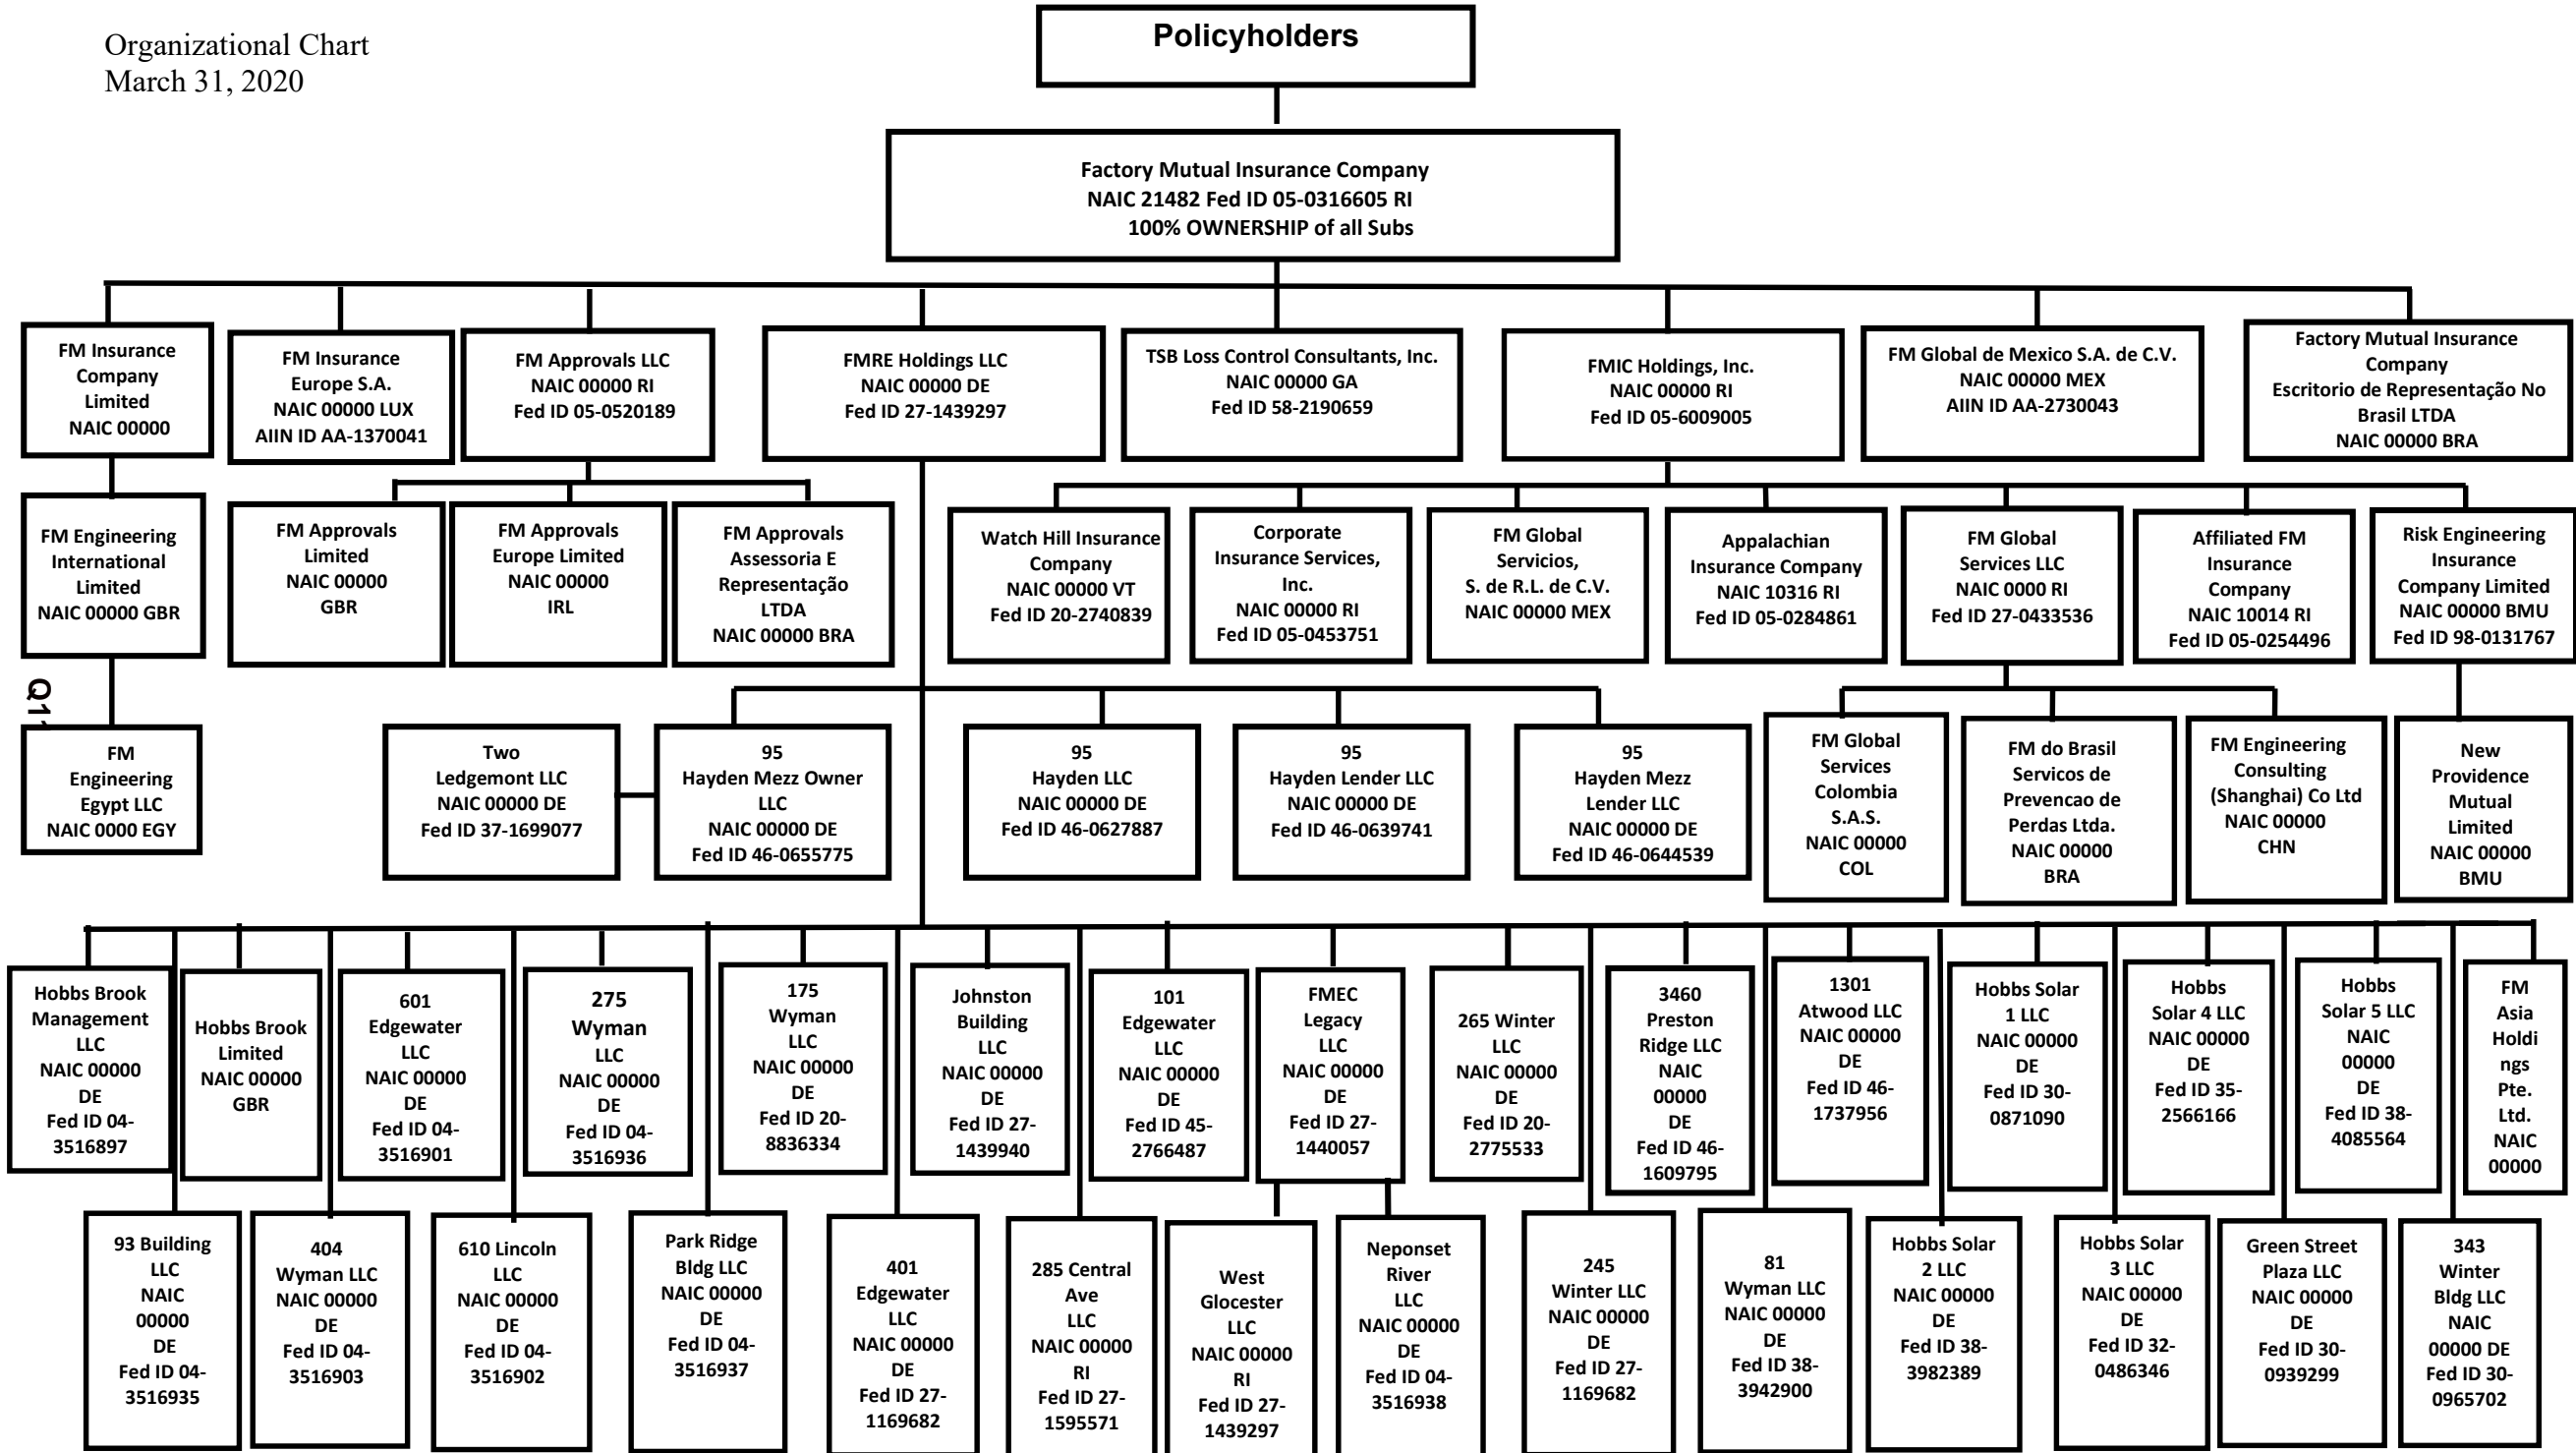 Organizational Chart
March 31, 2020
Policyholders
Factory Mutual Insurance Company
NAIC 21482 Fed ID 05-0316605 RI
100% OWNERSHIP of all Subs
FM Insurance
Company
Limited
NAIC 00000
FM Insurance
Europe S.A.
NAIC 00000 LUX
AIIN ID AA-1370041
FM Approvals LLC
NAIC 00000 RI
Fed ID 05-0520189
FMRE Holdings LLC
NAIC 00000 DE
Fed ID 27-1439297
TSB Loss Control Consultants, Inc.
NAIC 00000 GA
Fed ID 58-2190659
FMIC Holdings, Inc.
NAIC 00000 RI
Fed ID 05-6009005
FM Global de Mexico S.A. de C.V.
NAIC 00000 MEX
AIIN ID AA-2730043
Factory Mutual Insurance
Company
Escritorio de Representação No
Brasil LTDA
NAIC 00000 BRA
FM Engineering
International
Limited
NAIC 00000 GBR
FM Approvals
Limited
NAIC 00000
GBR
FM Approvals
Europe Limited
NAIC 00000
IRL
FM Approvals
Assessoria E
Representação
LTDA
NAIC 00000 BRA
Watch Hill Insurance
Company
NAIC 00000 VT
Fed ID 20-2740839
Corporate
Insurance Services,
Inc.
NAIC 00000 RI
Fed ID 05-0453751
FM Global
Servicios,
S. de R.L. de C.V.
NAIC 00000 MEX
Appalachian
Insurance Company
NAIC 10316 RI
Fed ID 05-0284861
FM Global
Services LLC
NAIC 0000 RI
Fed ID 27-0433536
Affiliated FM
Insurance
Company
NAIC 10014 RI
Fed ID 05-0254496
Risk Engineering
Insurance
Company Limited
NAIC 00000 BMU
Fed ID 98-0131767
FM
Engineering
Egypt LLC
NAIC 0000 EGY
Two
Ledgemont LLC
NAIC 00000 DE
Fed ID 37-1699077
95
Hayden Mezz Owner
LLC
NAIC 00000 DE
Fed ID 46-0655775
95
Hayden LLC
NAIC 00000 DE
Fed ID 46-0627887
95
Hayden Lender LLC
NAIC 00000 DE
Fed ID 46-0639741
95
Hayden Mezz
Lender LLC
NAIC 00000 DE
Fed ID 46-0644539
FM Global
Services
Colombia
S.A.S.
NAIC 00000
COL
FM do Brasil
Servicos de
Prevencao de
Perdas Ltda.
NAIC 00000
BRA
FM Engineering
Consulting
(Shanghai) Co Ltd
NAIC 00000
CHN
New
Providence
Mutual
Limited
NAIC 00000
BMU
Hobbs Brook
Management
LLC
NAIC 00000
DE
Fed ID 04-
3516897
Hobbs Brook
Limited
NAIC 00000
GBR
601
Edgewater
LLC
NAIC 00000
DE
Fed ID 04-
3516901
275
Wyman
LLC
NAIC 00000
DE
Fed ID 04-
3516936
175
Wyman
LLC
NAIC 00000
DE
Fed ID 20-
8836334
Johnston
Building
LLC
NAIC 00000
DE
Fed ID 27-
1439940
101
Edgewater
LLC
NAIC 00000
DE
Fed ID 45-
2766487
FMEC
Legacy
LLC
NAIC 00000
DE
Fed ID 27-
1440057
265 Winter
LLC
NAIC 00000
DE
Fed ID 20-
2775533
3460
Preston
Ridge LLC
NAIC
00000
DE
Fed ID 46-
1609795
1301
Atwood LLC
NAIC 00000
DE
Fed ID 46-
1737956
Hobbs Solar
1 LLC
NAIC 00000
DE
Fed ID 30-
0871090
Hobbs
Solar 4 LLC
NAIC 00000
DE
Fed ID 35-
2566166
Hobbs
Solar 5 LLC
NAIC
00000
DE
Fed ID 38-
4085564
FM
Asia
Holdi
ngs
Pte.
Ltd.
NAIC
00000
93 Building
LLC
NAIC
00000
DE
Fed ID 04-
3516935
404
Wyman LLC
NAIC 00000
DE
Fed ID 04-
3516903
610 Lincoln
LLC
NAIC 00000
DE
Fed ID 04-
3516902
Park Ridge
Bldg LLC
NAIC 00000
DE
Fed ID 04-
3516937
401
Edgewater
LLC
NAIC 00000
DE
Fed ID 27-
1169682
285 Central
Ave
LLC
NAIC 00000
RI
Fed ID 27-
1595571
West
Glocester
LLC
NAIC 00000
RI
Fed ID 27-
1439297
Neponset
River
LLC
NAIC 00000
DE
Fed ID 04-
3516938
245
Winter LLC
NAIC 00000
DE
Fed ID 27-
1169682
81
Wyman LLC
NAIC 00000
DE
Fed ID 38-
3942900
Hobbs Solar
2 LLC
NAIC 00000
DE
Fed ID 38-
3982389
Hobbs Solar
3 LLC
NAIC 00000
DE
Fed ID 32-
0486346
Green Street
Plaza LLC
NAIC 00000
DE
Fed ID 30-
0939299
343
Winter
Bldg LLC
NAIC
00000 DE
Fed ID 30-
0965702